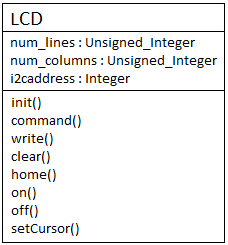 LCD
num_lines : Unsigned_Integer
num_columns : Unsigned_Integer
i2caddress : Integer
init()
command()
write()
clear()
home()
on()
off()
setCursor()